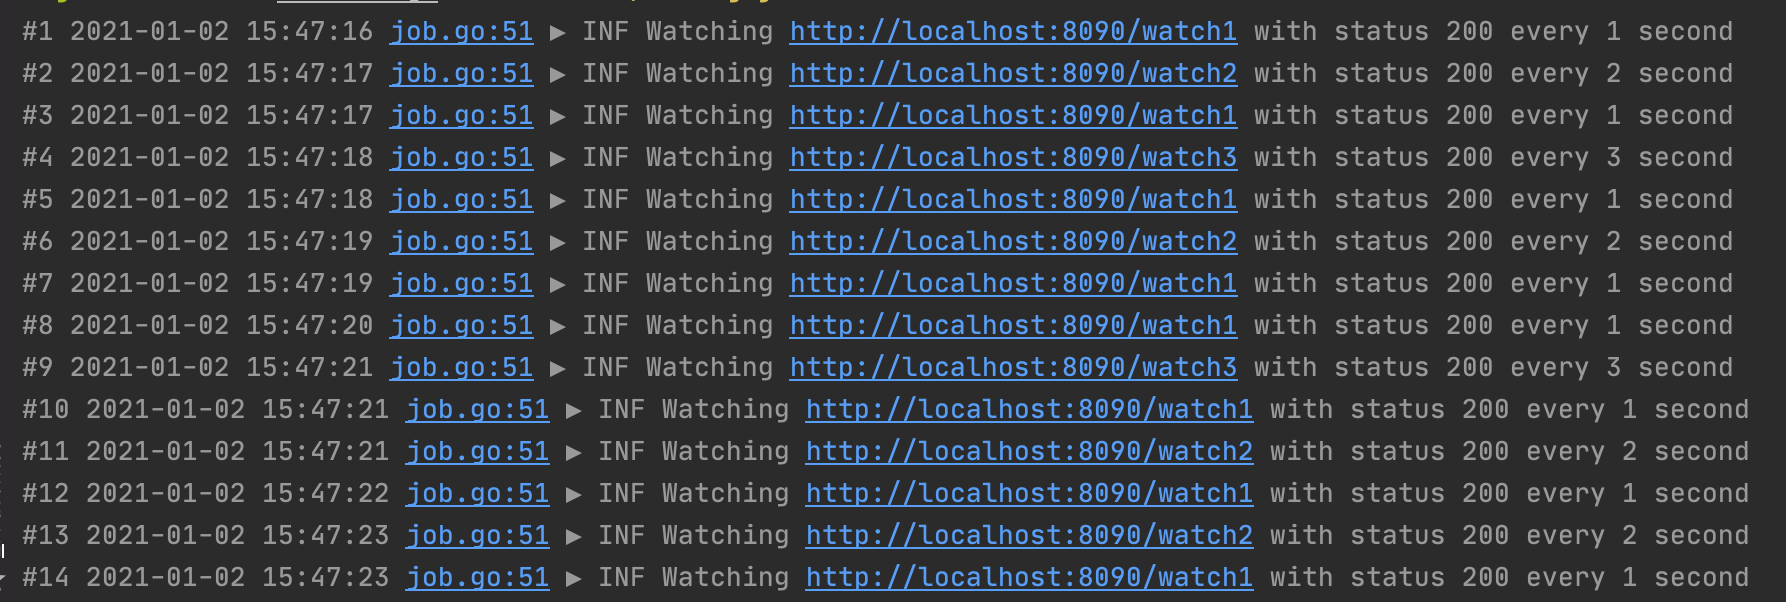 #1 2021-01-02 15:47:16 job.go:51 ▶ INF Watching http://localhost:8090/watch1 with status 200 every 1 second
#2 2021-01-02 15:47:17 job.go:51 ▶ INF Watching http://localhost:8090/watch2 with status 200 every 2 second
#3 2021-01-02 15:47:17 job.go:51 ▶ INF Watching http://localhost:8090/watch1 with status 200 every 1 second
#4 2021-01-02 15:47:18 job.go:51 ▶ INF Watching http://localhost:8090/watch3 with status 200 every 3 second
#5 2021-01-02 15:47:18 job.go:51 ▶ INF Watching http://localhost:8090/watch1 with status 200 every 1 second
#6 2021-01-02 15:47:19 job.go:51 ▶ INF Watching http://localhost:8090/watch2 with status 200 every 2 second
#7 2021-01-02 15:47:19 job.go:51 ▶ INF Watching http://localhost:8090/watch1 with status 200 every 1 second
#8 2021-01-02 15:47:20 job.go:51 ▶ INF Watching http://localhost:8090/watch1 with status 200 every 1 second
#9 2021-01-02 15:47:21 job.go:51 ▶ INF Watching http://localhost:8090/watch3 with status 200 every 3 second
#10 2021-01-02 15:47:21 job.go:51 ▶ INF Watching http://localhost:8090/watch1 with status 200 every 1 second
#11 2021-01-02 15:47:21 job.go:51 ▶ INF Watching http://localhost:8090/watch2 with status 200 every 2 second
#12 2021-01-02 15:47:22 job.go:51 ▶ INF Watching http://localhost:8090/watch1 with status 200 every 1 second
#13 2021-01-02 15:47:23 job.go:51 ▶ INF Watching http://localhost:8090/watch2 with status 200 every 2 second
#14 2021-01-02 15:47:23 job.go:51 ▶ INF Watching http://localhost:8090/watch1 with status 200 every 1 second